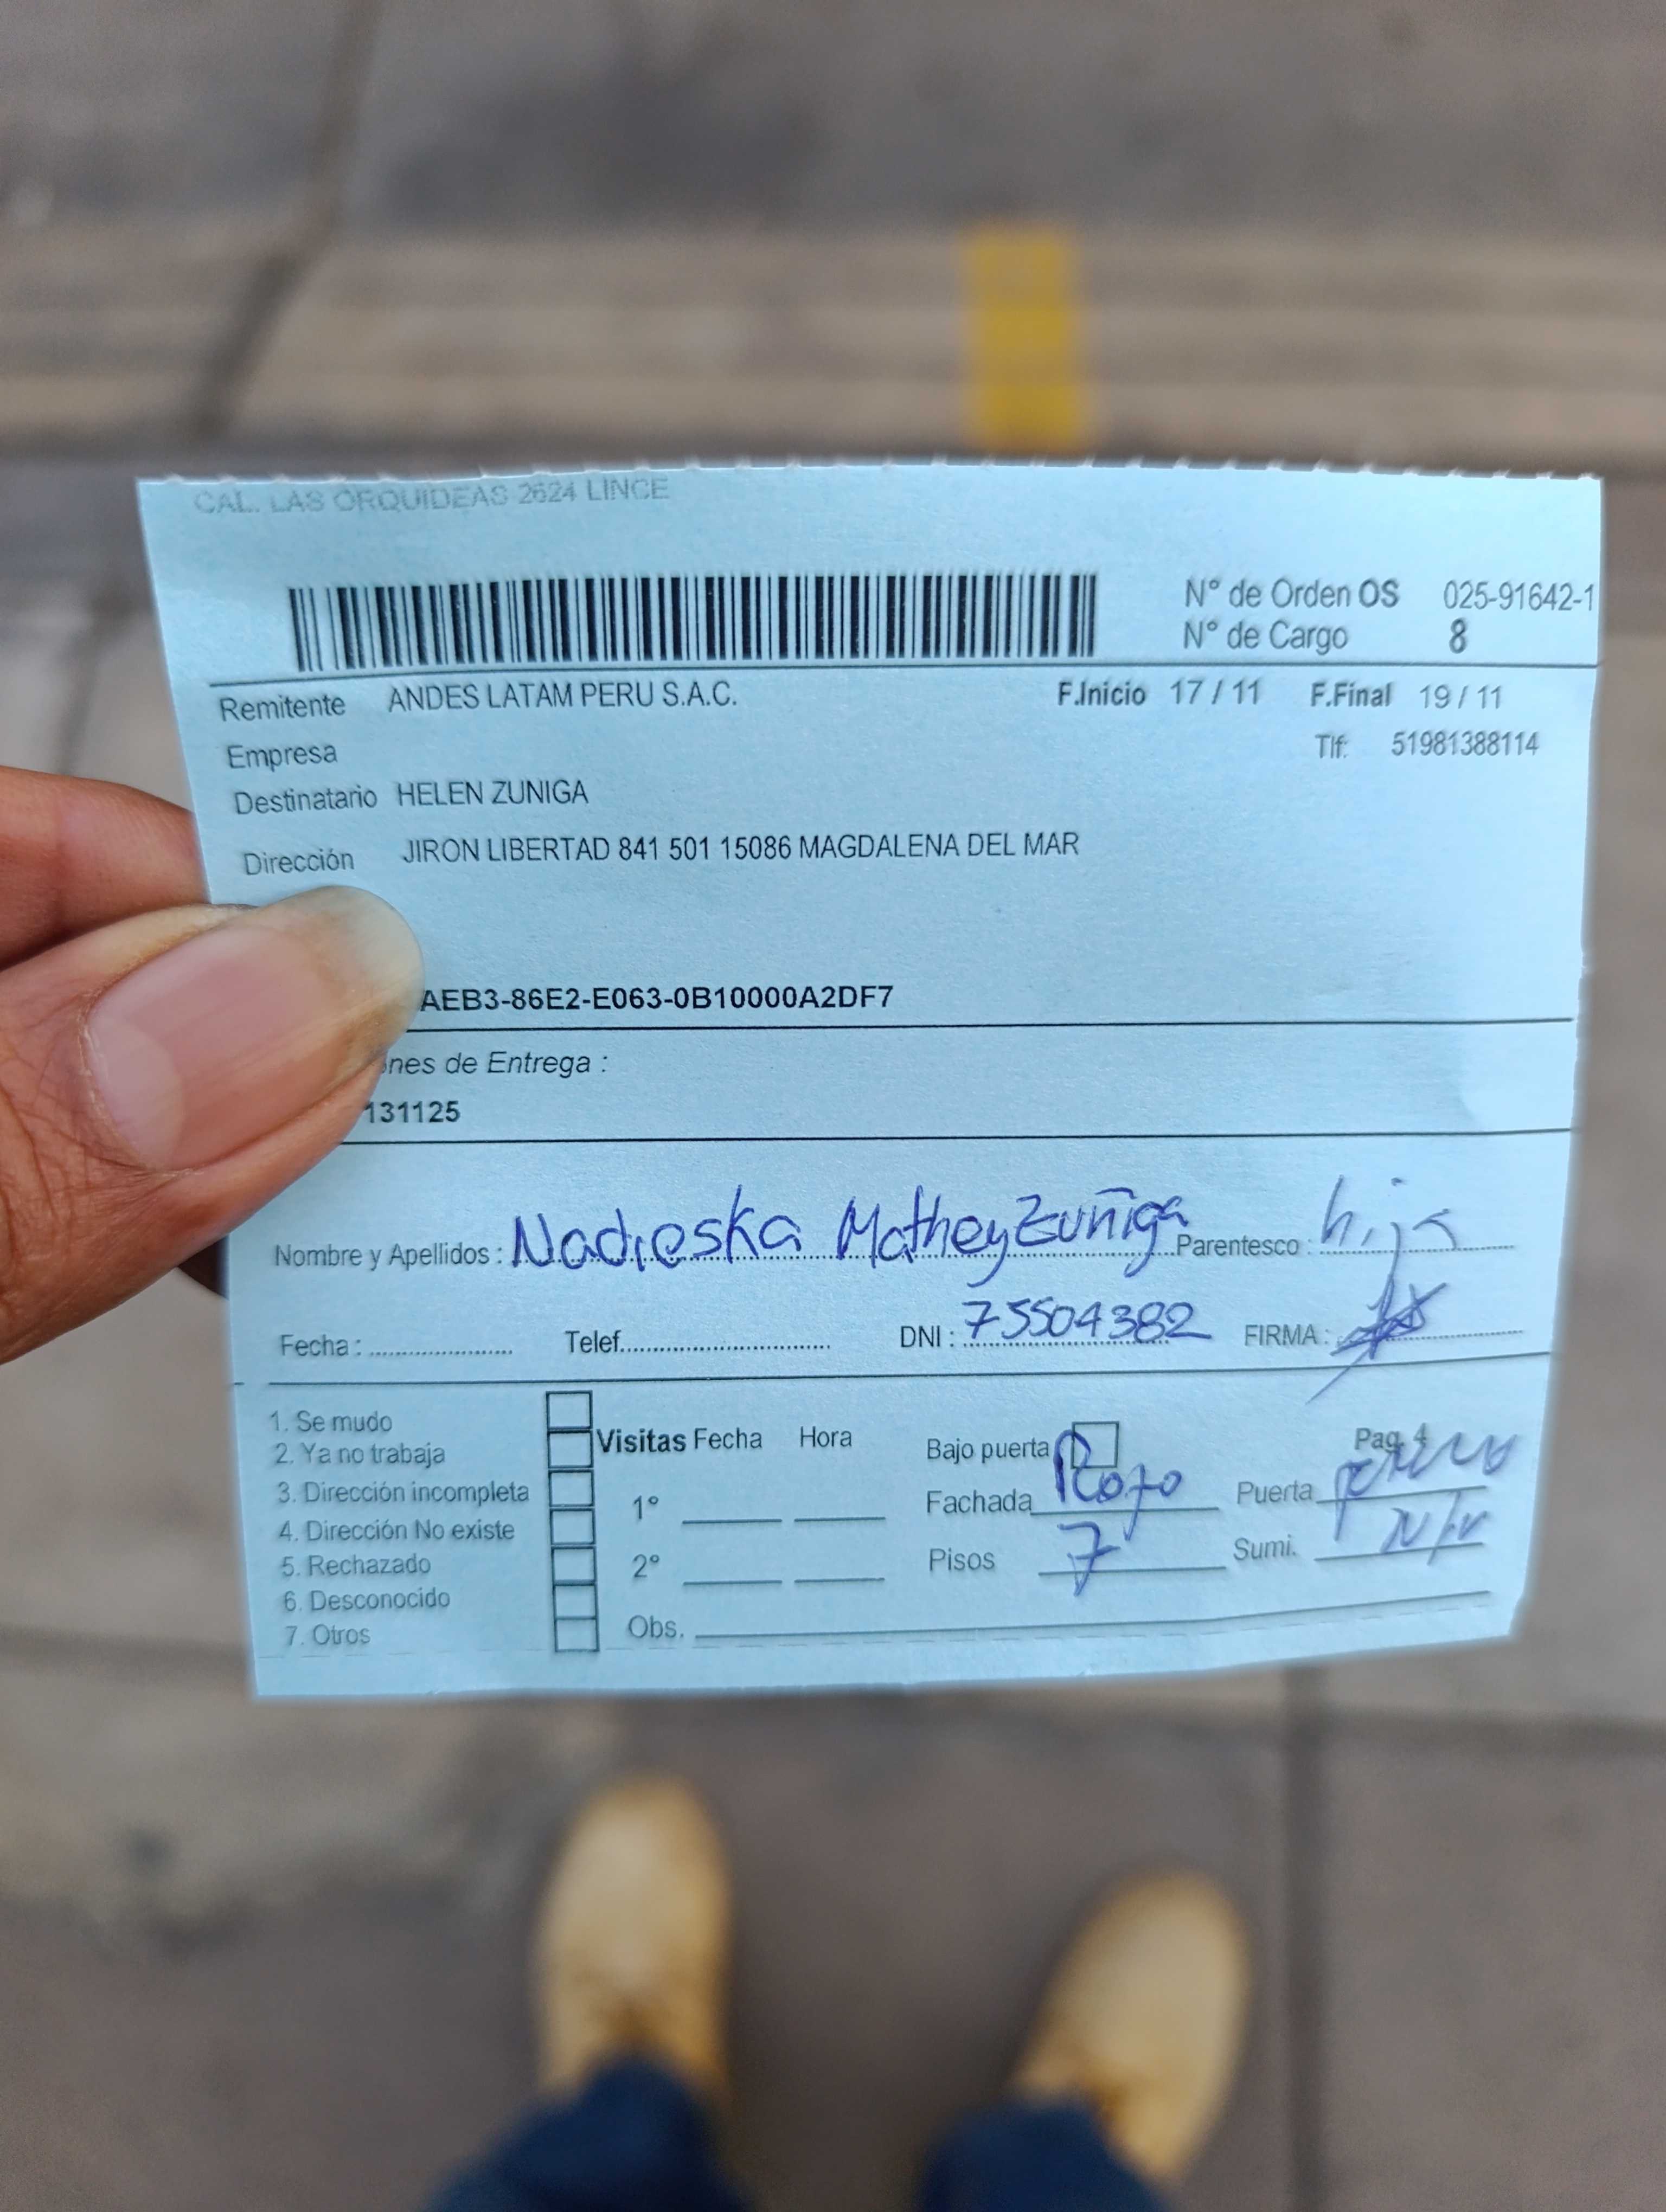 CAL. LAS ORQUIDEAS 2624 LINCE
N° de Orden OS 025-91642-1
N° de Cargo 8
Remitente ANDES LATAM PERU S.A.C. F.Inicio 17 / 11 F.Final 19 / 11
Empresa Tlf: 51981388114
Destinatario HELEN ZUNIGA
Dirección JIRON LIBERTAD 841 501 15086 MAGDALENA DEL MAR
AEB3-86E2-E063-0B10000A2DF7
nes de Entrega :
131125
Nombre y Apellidos : Nadieska Mathey Zuñiga Parentesco : hija
Fecha : Telef. DNI : 75504382 FIRMA :
1. Se mudo
2. Ya no trabaja
3. Dirección incompleta
4. Dirección No existe
5. Rechazado
6. Desconocido
7. Otros
Visitas Fecha Hora
1°
2°
Obs.
Bajo puerta Pag. 4
Fachada Rojo Puerta
Pisos 7 Sumi.